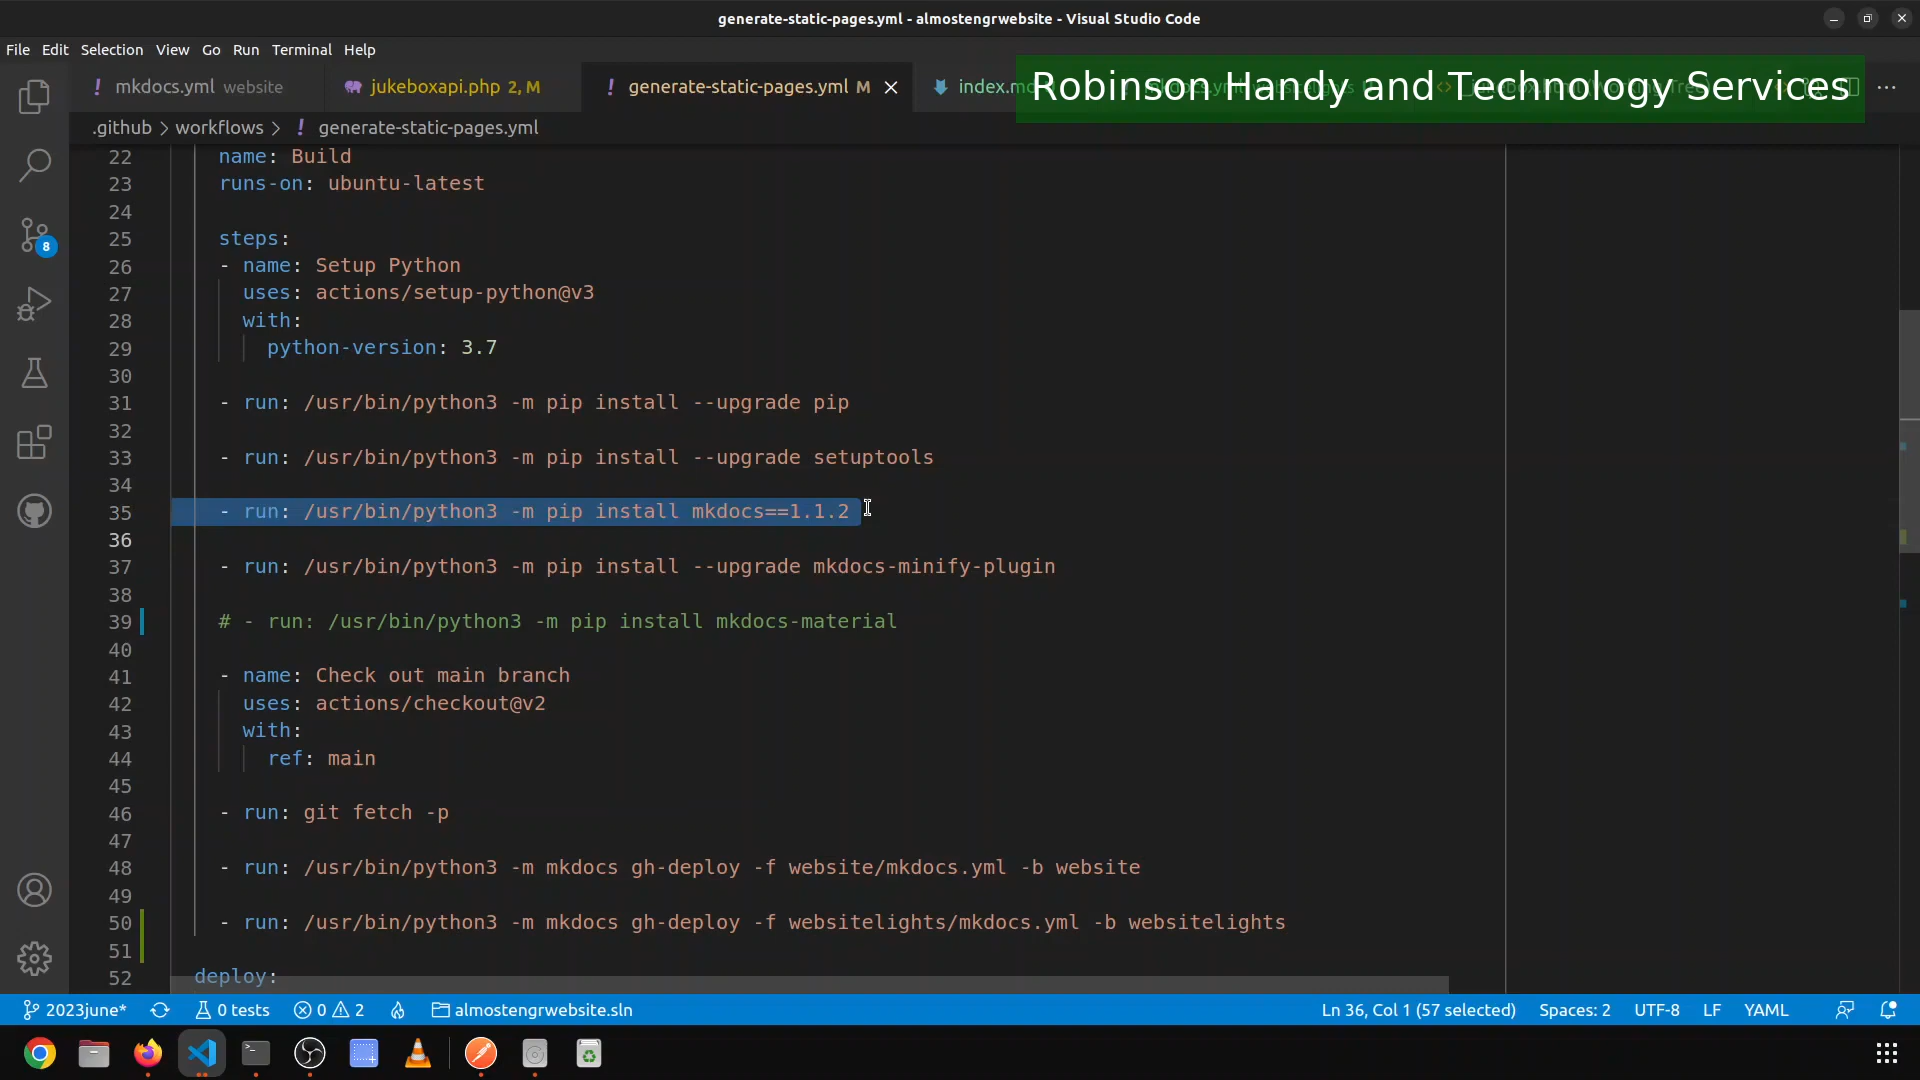 generate-static-pages.yml - almostengrwebsite - Visual Studio Code
File Edit Selection View Go Run Terminal Help
! mkdocs.yml website
jukeboxapi.php 2, M
! generate-static-pages.yml M
index.m
Robinson Handy and Technology Services
.github > workflows > ! generate-static-pages.yml
22 name: Build
23 runs-on: ubuntu-latest
24
25 steps:
26 - name: Setup Python
27 uses: actions/setup-python@v3
28 with:
29 python-version: 3.7
30
31 - run: /usr/bin/python3 -m pip install --upgrade pip
32
33 - run: /usr/bin/python3 -m pip install --upgrade setuptools
34
35 - run: /usr/bin/python3 -m pip install mkdocs==1.1.2
36
37 - run: /usr/bin/python3 -m pip install --upgrade mkdocs-minify-plugin
38
39 # - run: /usr/bin/python3 -m pip install mkdocs-material
40
41 - name: Check out main branch
42 uses: actions/checkout@v2
43 with:
44 ref: main
45
46 - run: git fetch -p
47
48 - run: /usr/bin/python3 -m mkdocs gh-deploy -f website/mkdocs.yml -b website
49
50 - run: /usr/bin/python3 -m mkdocs gh-deploy -f websitelights/mkdocs.yml -b websitelights
51
52 deploy:
8
2023june* 0 tests 0 2 almostengrwebsite.sln Ln 36, Col 1 (57 selected) Spaces: 2 UTF-8 LF YAML